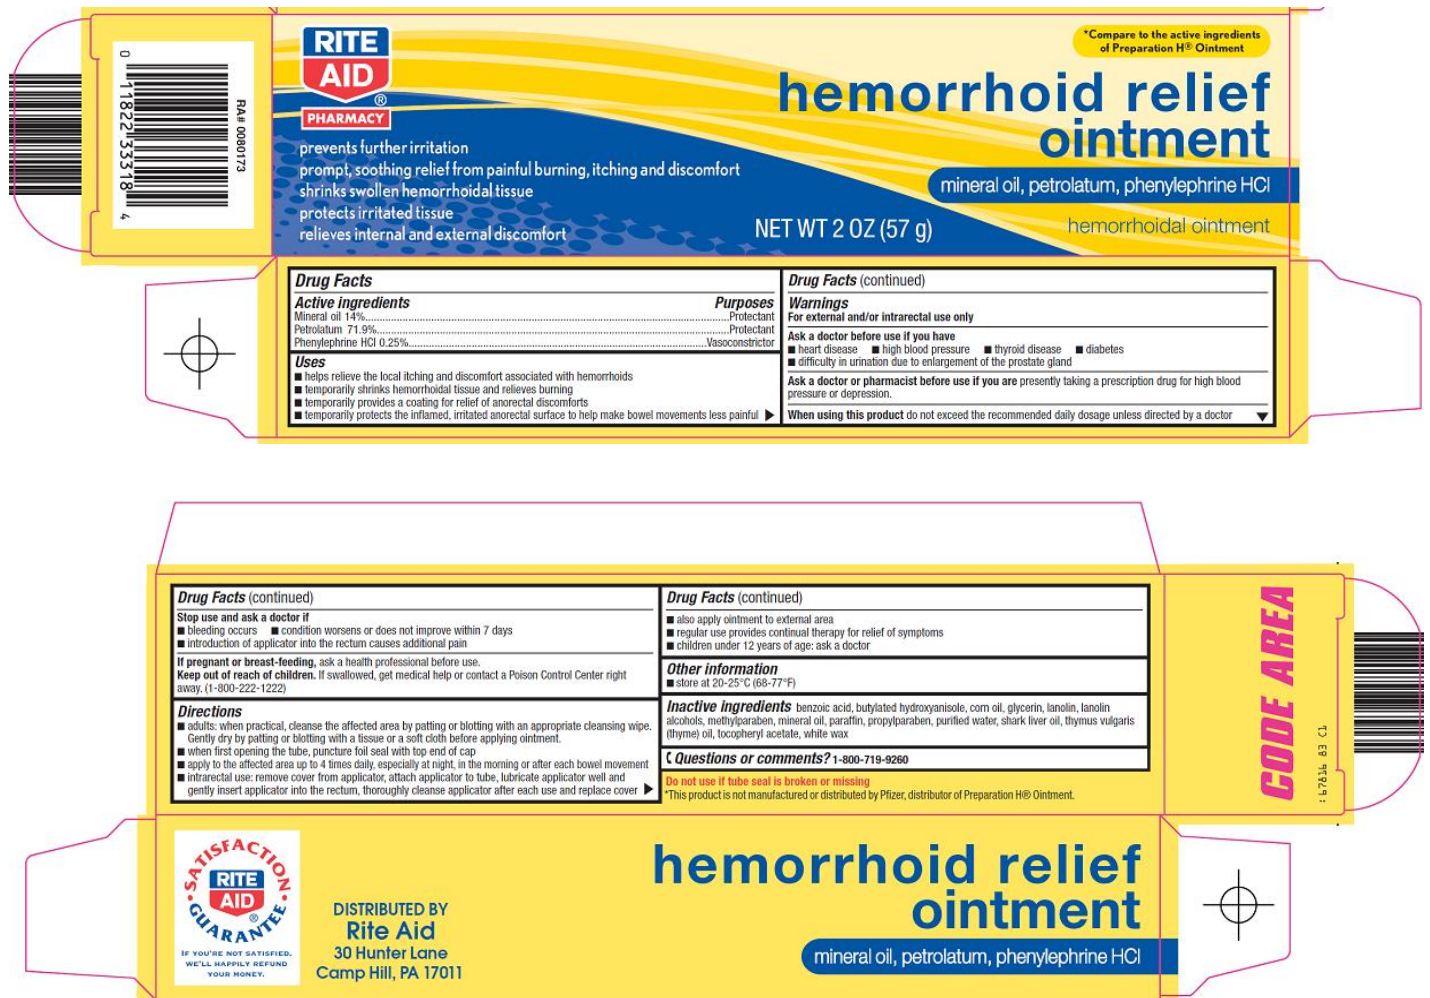 0
11822 33318
4
RA# 0080173
RITE
AID
®
PHARMACY
prevents further irritation
prompt, soothing relief from painful burning, itching and discomfort
shrinks swollen hemorrhoidal tissue
protects irritated tissue
relieves internal and external discomfort
NET WT 2 OZ (57 g)
*Compare to the active ingredients
of Preparation H® Ointment
hemorrhoid relief
ointment
mineral oil, petrolatum, phenylephrine HCl
hemorrhoidal ointment
Drug Facts
Active ingredients Purposes
Mineral oil 14%...Protectant
Petrolatum 71.9%...Protectant
Phenylephrine HCl 0.25%...Vasoconstrictor
Uses
■ helps relieve the local itching and discomfort associated with hemorrhoids
■ temporarily shrinks hemorrhoidal tissue and relieves burning
■ temporarily provides a coating for relief of anorectal discomforts
■ temporarily protects the inflamed, irritated anorectal surface to help make bowel movements less painful
Drug Facts (continued)
Warnings
For external and/or intrarectal use only
Ask a doctor before use if you have
■ heart disease ■ high blood pressure ■ thyroid disease ■ diabetes
■ difficulty in urination due to enlargement of the prostate gland
Ask a doctor or pharmacist before use if you are presently taking a prescription drug for high blood
pressure or depression.
When using this product do not exceed the recommended daily dosage unless directed by a doctor
Drug Facts (continued)
Stop use and ask a doctor if
■ bleeding occurs ■ condition worsens or does not improve within 7 days
■ introduction of applicator into the rectum causes additional pain
If pregnant or breast-feeding, ask a health professional before use.
Keep out of reach of children. If swallowed, get medical help or contact a Poison Control Center right
away. (1-800-222-1222)
Directions
■ adults: when practical, cleanse the affected area by patting or blotting with an appropriate cleansing wipe.
Gently dry by patting or blotting with a tissue or a soft cloth before applying ointment.
■ when first opening the tube, puncture foil seal with top end of cap
■ apply to the affected area up to 4 times daily, especially at night, in the morning or after each bowel movement
■ intrarectal use: remove cover from applicator, attach applicator to tube, lubricate applicator well and
gently insert applicator into the rectum, thoroughly cleanse applicator after each use and replace cover
Drug Facts (continued)
■ also apply ointment to external area
■ regular use provides continual therapy for relief of symptoms
■ children under 12 years of age: ask a doctor
Other information
■ store at 20-25°C (68-77°F)
Inactive ingredients benzoic acid, butylated hydroxyanisole, corn oil, glycerin, lanolin, lanolin
alcohols, methylparaben, mineral oil, paraffin, propylparaben, purified water, shark liver oil, thymus vulgaris
(thyme) oil, tocopheryl acetate, white wax
Questions or comments? 1-800-719-9260
Do not use if tube seal is broken or missing
*This product is not manufactured or distributed by Pfizer, distributor of Preparation H® Ointment.
CODE AREA
:67816 B3 C1
SATISFACTION
RITE
AID
®
GUARANTEE
IF YOU'RE NOT SATISFIED,
WE'LL HAPPILY REFUND
YOUR MONEY.
DISTRIBUTED BY
Rite Aid
30 Hunter Lane
Camp Hill, PA 17011
hemorrhoid relief
ointment
mineral oil, petrolatum, phenylephrine HCl